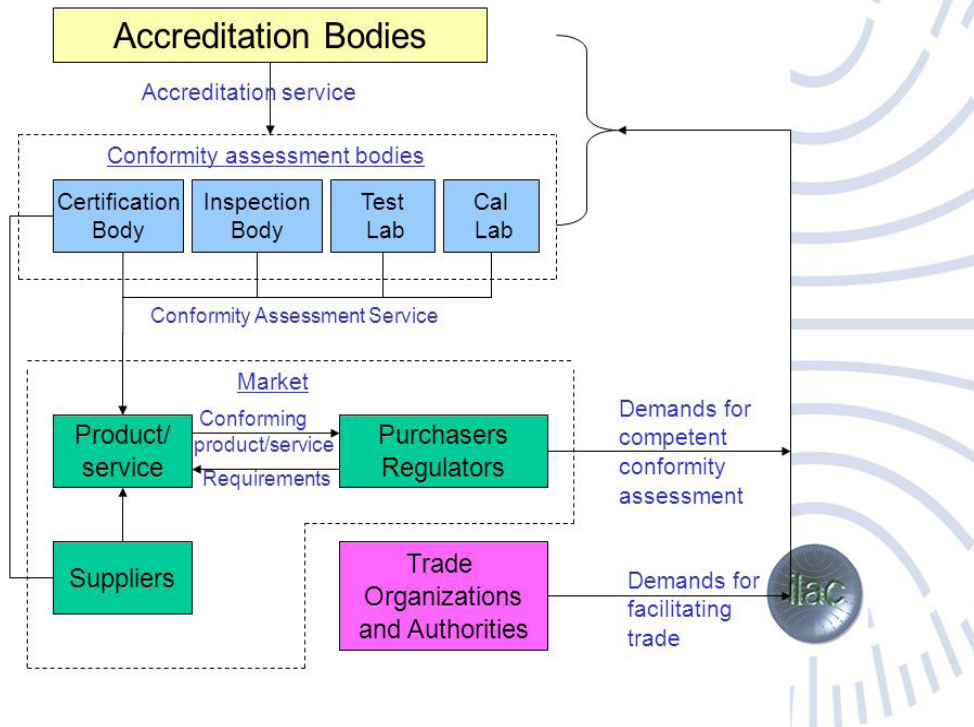 Accreditation Bodies
Accreditation service
Conformity assessment bodies
Certification
Body
Inspection
Body
Test
Lab
Cal
Lab
Conformity Assessment Service
Market
Product/
service
Conforming
product/service
Requirements
Purchasers
Regulators
Demands for
competent
conformity
assessment
Suppliers
Trade
Organizations
and Authorities
Demands for
facilitating
trade
ilac